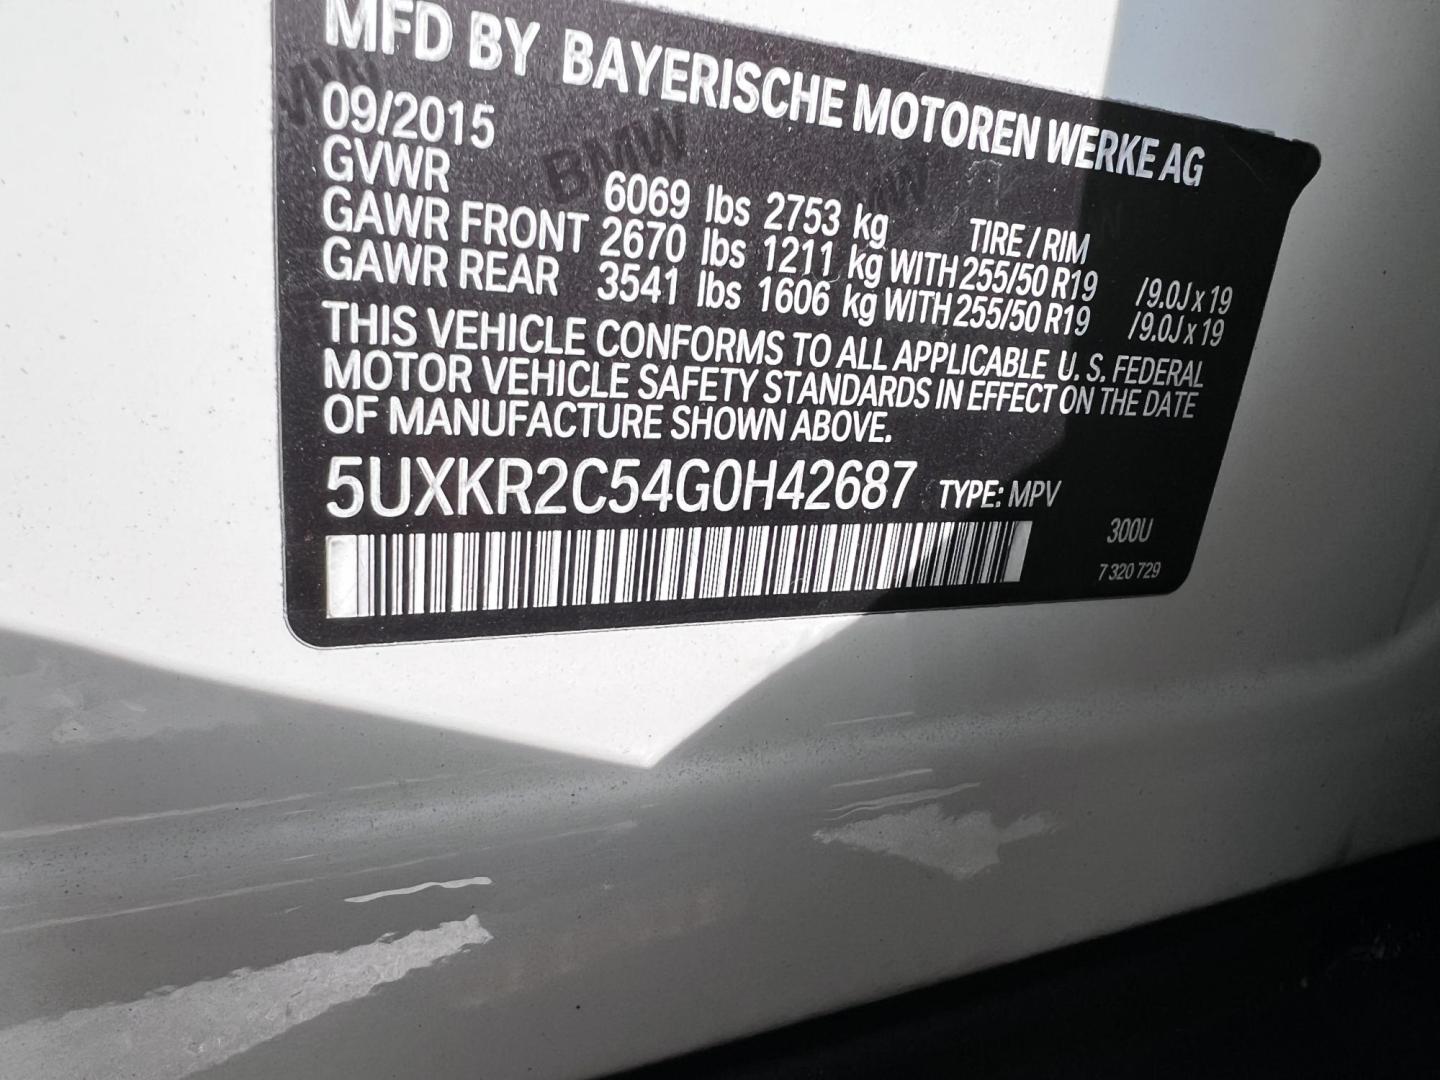 MFD BY BAYERISCHE MOTOREN WERKE AG
09/2015
GVWR 6069 lbs 2753 kg TIRE / RIM
GAWR FRONT 2670 lbs 1211 kg WITH 255/50 R19 /9.0J x 19
GAWR REAR 3541 lbs 1606 kg WITH 255/50 R19 /9.0J x 19
THIS VEHICLE CONFORMS TO ALL APPLICABLE U. S. FEDERAL
MOTOR VEHICLE SAFETY STANDARDS IN EFFECT ON THE DATE
OF MANUFACTURE SHOWN ABOVE.
5UXKR2C54G0H42687 TYPE: MPV
300U
7 320 729
BMW